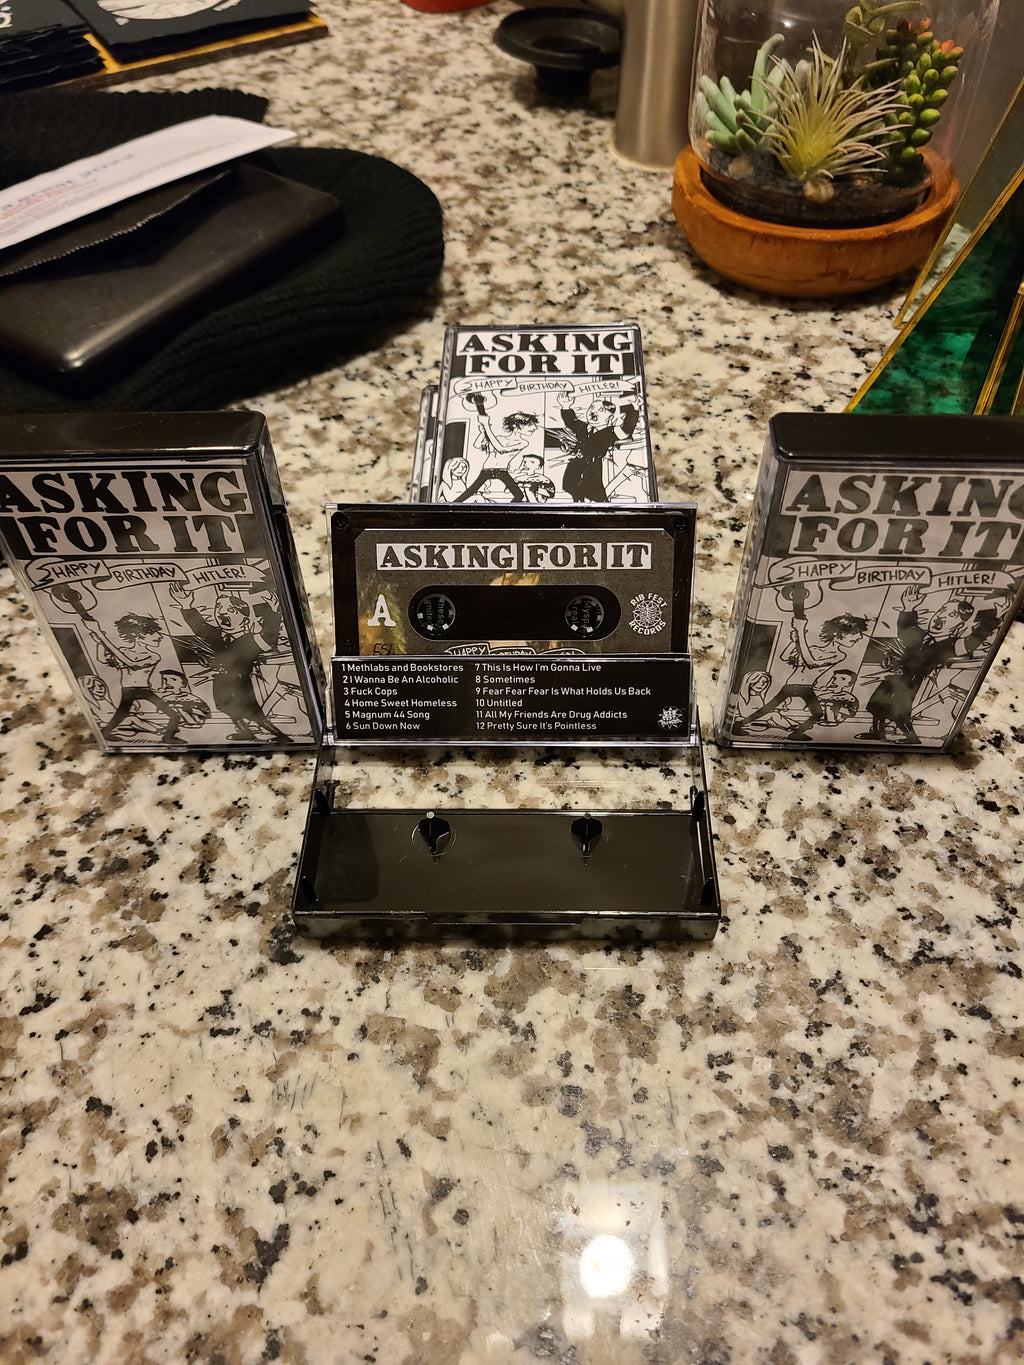 ASKING
FOR IT
HAPPY BIRTHDAY HITLER!
ASKING
FOR IT
HAPPY BIRTHDAY HITLER!
ASKING
FOR IT
HAPPY BIRTHDAY HITLER!
ASKING FOR IT
A
RIB FEST
RECORDS
HAPPY
1 Methlabs and Bookstores
2 I Wanna Be An Alcoholic
3 Fuck Cops
4 Home Sweet Homeless
5 Magnum 44 Song
6 Sun Down Now
7 This Is How I'm Gonna Live
8 Sometimes
9 Fear Fear Fear Is What Holds Us Back
10 Untitled
11 All My Friends Are Drug Addicts
12 Pretty Sure It's Pointless